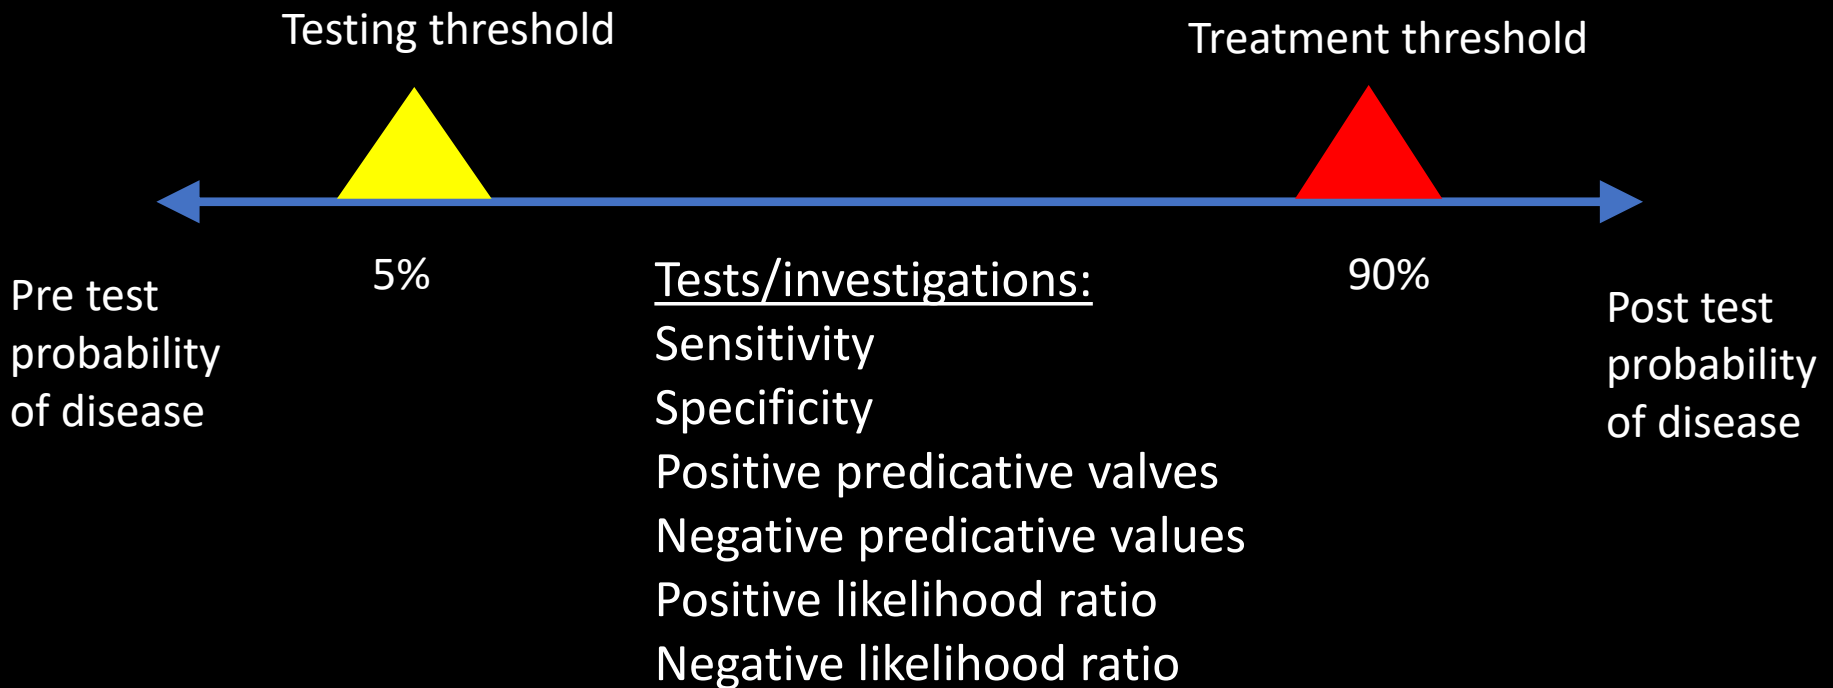 Testing threshold
Treatment threshold
5%
90%
Pre test
probability
of disease
Tests/investigations:
Sensitivity
Specificity
Positive predicative valves
Negative predicative values
Positive likelihood ratio
Negative likelihood ratio
Post test
probability
of disease